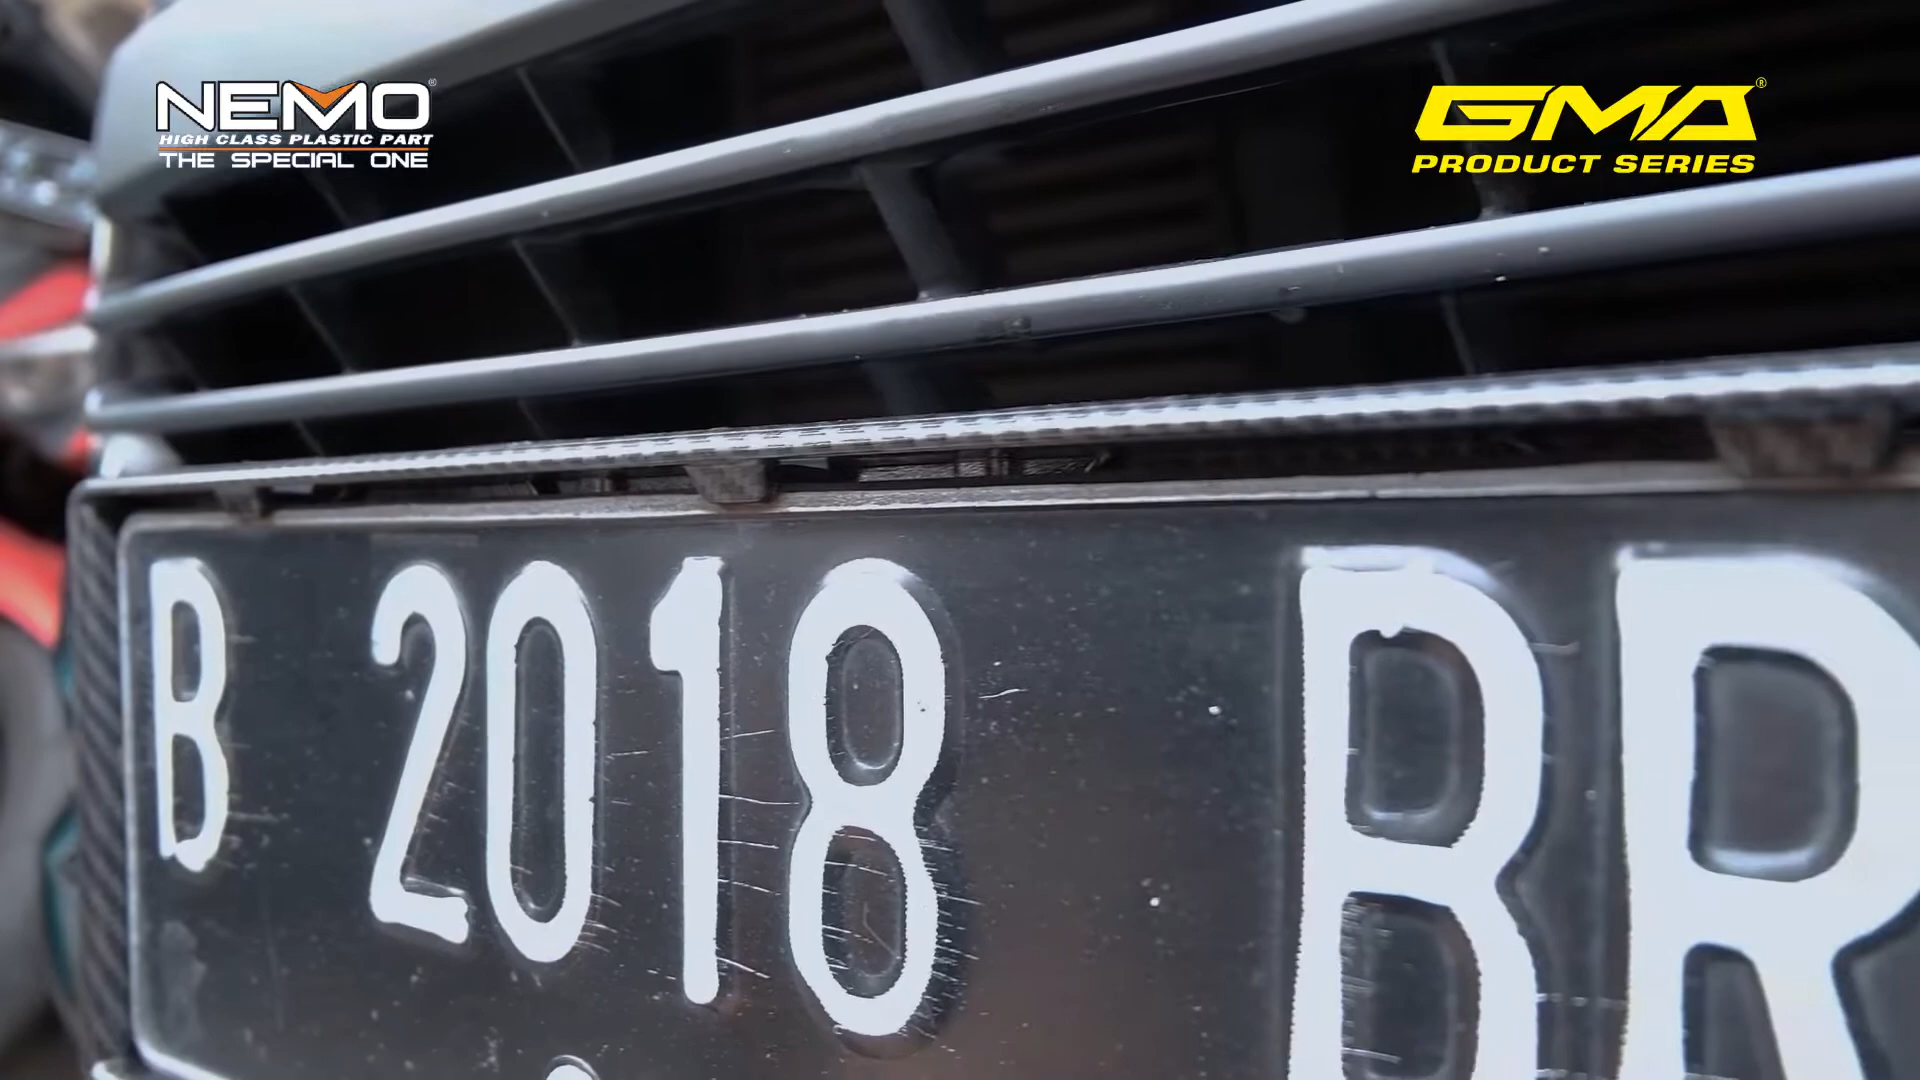 NEMO®
HIGH CLASS PLASTIC PART
THE SPECIAL ONE
GMA®
PRODUCT SERIES
B 2018 BR